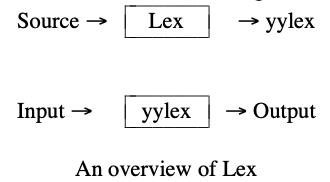 Source → Lex → yylex
Input → yylex → Output
An overview of Lex